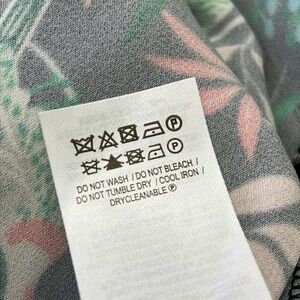 DO NOT WASH / DO NOT BLEACH /
DO NOT TUMBLE DRY / COOL IRON /
DRYCLEANABLE Ⓟ